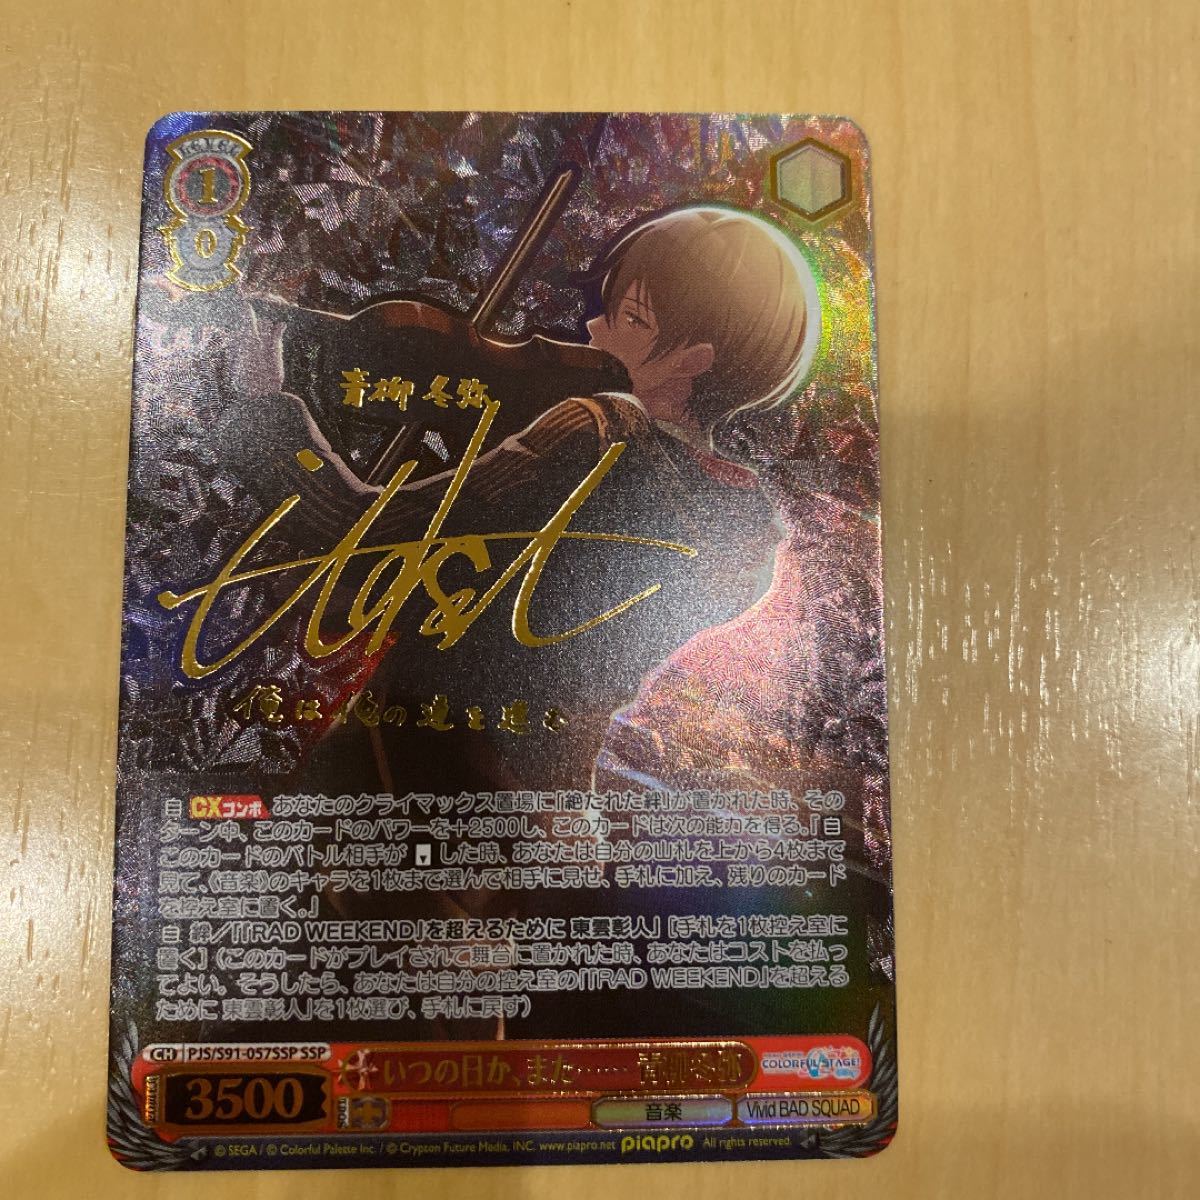 LEVEL
1
0
青柳 冬弥
俺は俺の道を進む
自 CXコンボ あなたのクライマックス置場に「絶たれた絆」が置かれた時、その
ターン中、このカードのパワーを+2500し、このカードは次の能力を得る。『自
このカードのバトル相手が した時、あなたは自分の山札を上から4枚まで
見て、《音楽》のキャラを1枚まで選んで相手に見せ、手札に加え、残りのカード
を控え室に置く。』
自 絆／「「RAD WEEKEND」を超えるために 東雲彰人」 [手札を1枚控え室に
置く] (このカードがプレイされて舞台に置かれた時、あなたはコストを払っ
てよい。そうしたら、あなたは自分の控え室の「「RAD WEEKEND」を超える
ために 東雲彰人」を1枚選び、手札に戻す)
CH PJS/S91-057SSP SSP
いつの日か、また…… 青柳冬弥
COLORFUL STAGE!
3500
音楽
Vivid BAD SQUAD
© SEGA / © Colorful Palette Inc. / © Crypton Future Media, INC. www.piapro.net piapro All rights reserved.